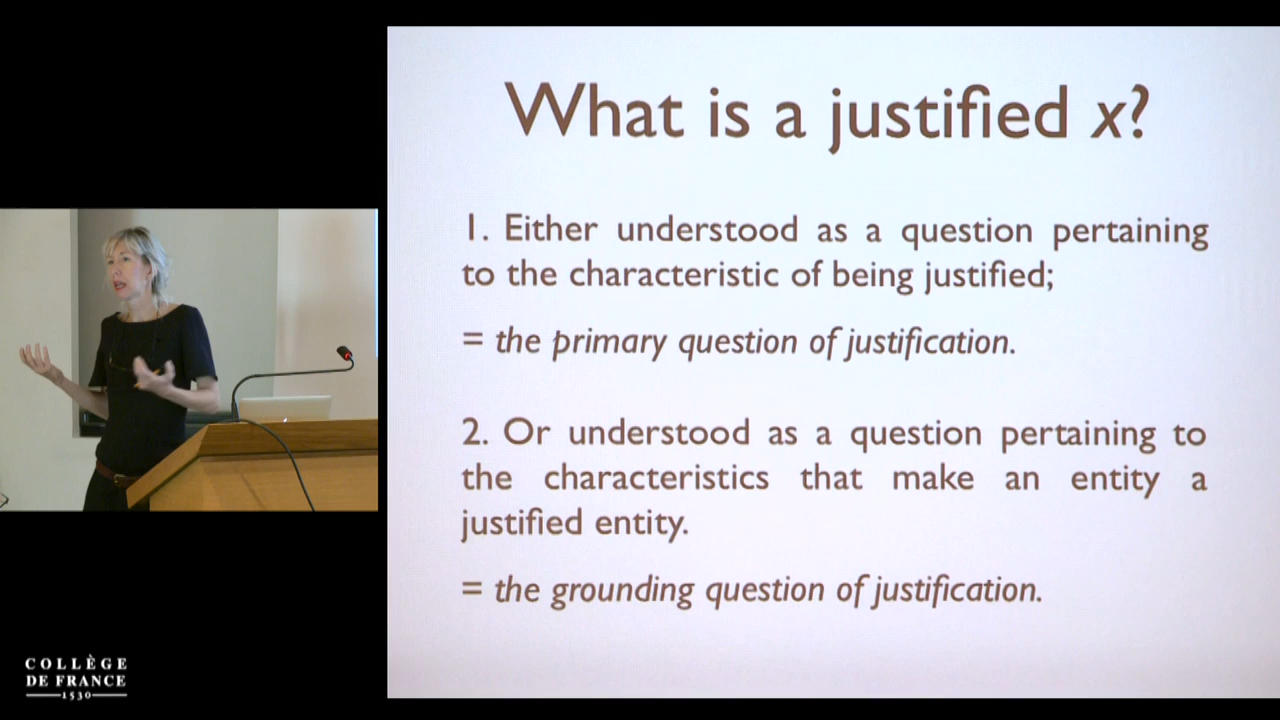 What is a justified x?
1. Either understood as a question pertaining
to the characteristic of being justified;
= the primary question of justification.
2. Or understood as a question pertaining to
the characteristics that make an entity a
justified entity.
= the grounding question of justification.
COLLÈGE
DE FRANCE
1530